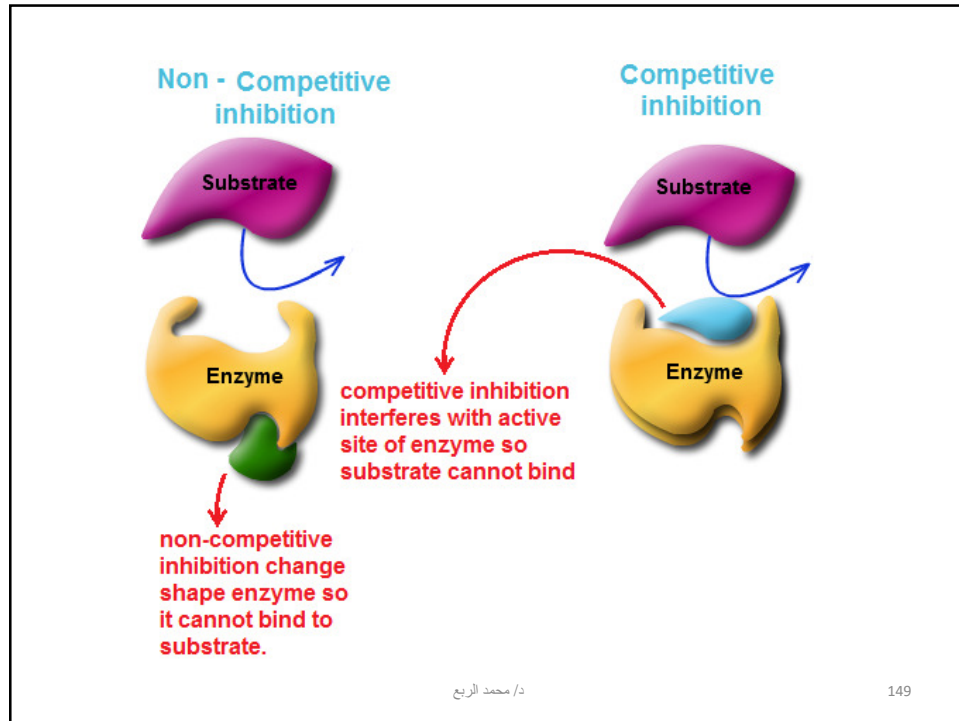 Non - Competitive
inhibition
Substrate
Enzyme
non-competitive
inhibition change
shape enzyme so
it cannot bind to
substrate.
Competitive
inhibition
Substrate
Enzyme
competitive inhibition
interferes with active
site of enzyme so
substrate cannot bind
د/ محمد الربع
149